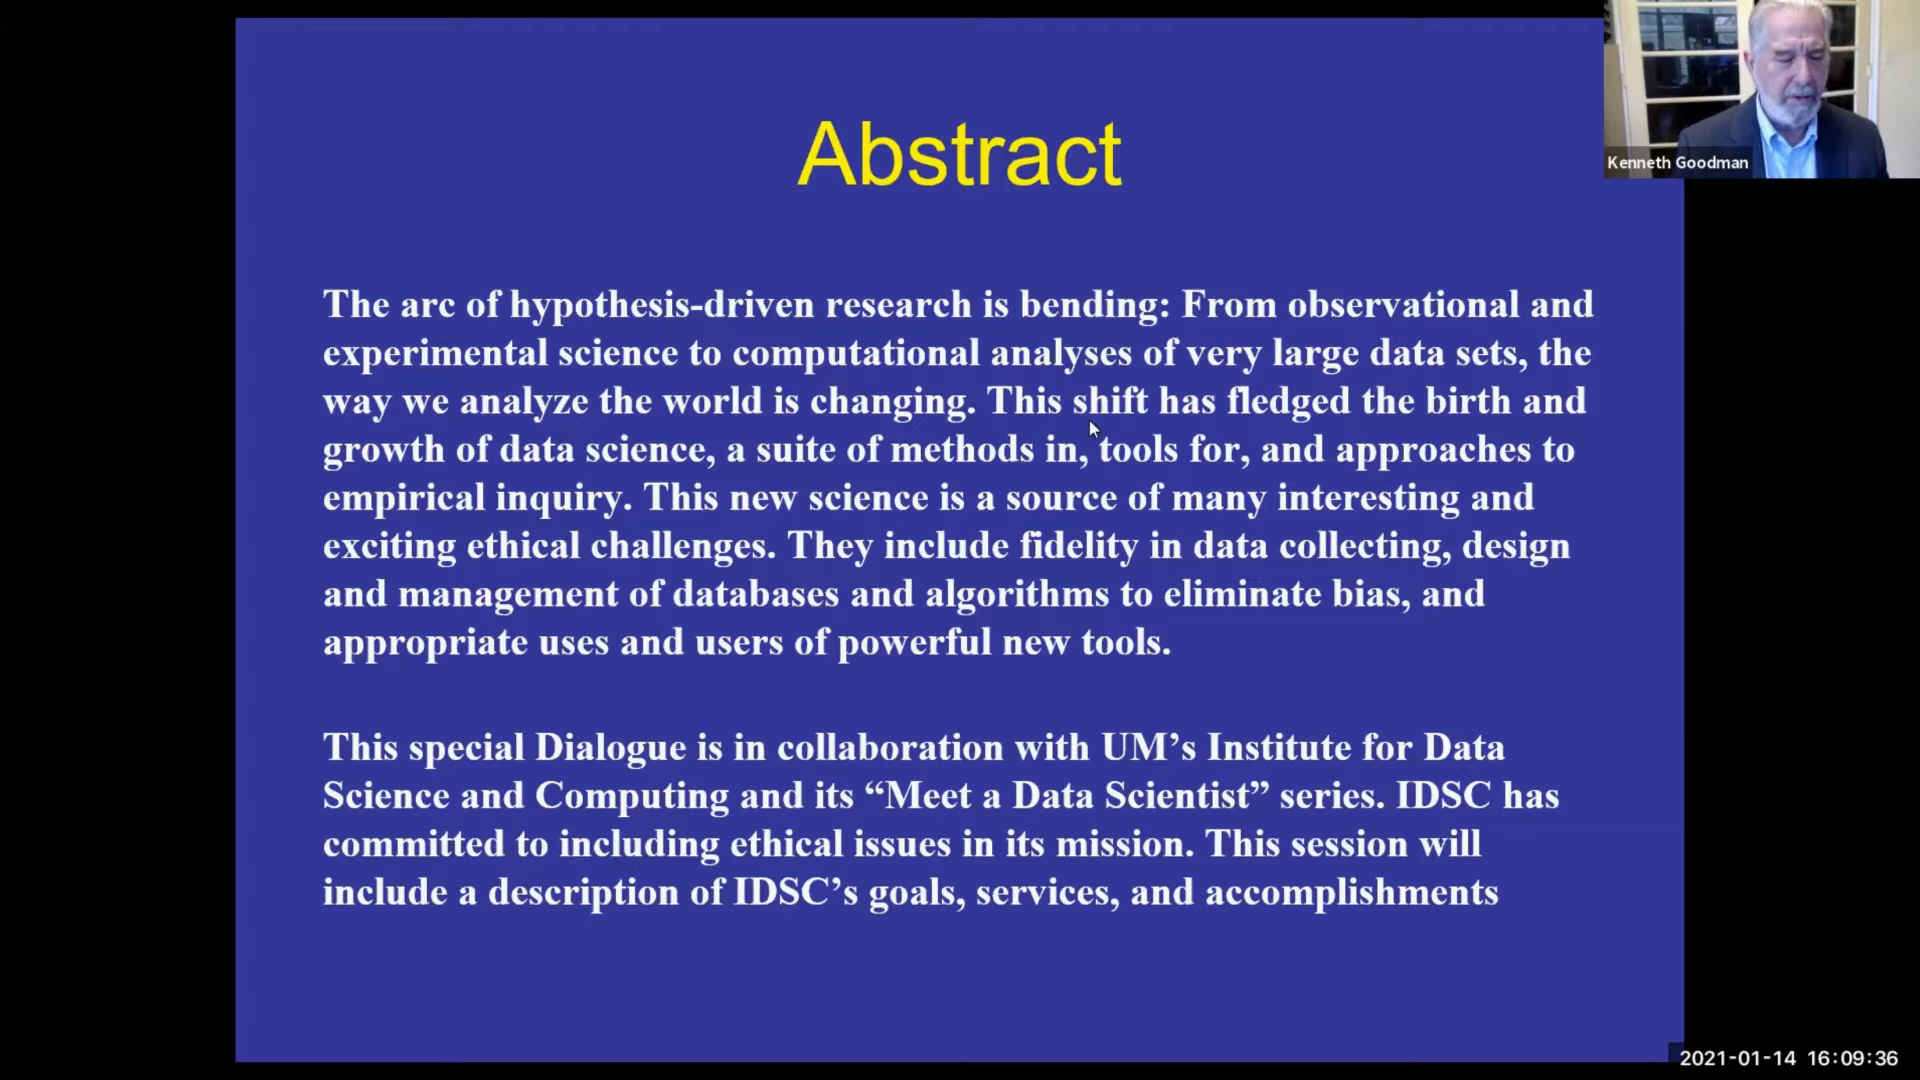 Abstract
Kenneth Goodman
The arc of hypothesis-driven research is bending: From observational and
experimental science to computational analyses of very large data sets, the
way we analyze the world is changing. This shift has fledged the birth and
growth of data science, a suite of methods in, tools for, and approaches to
empirical inquiry. This new science is a source of many interesting and
exciting ethical challenges. They include fidelity in data collecting, design
and management of databases and algorithms to eliminate bias, and
appropriate uses and users of powerful new tools.
This special Dialogue is in collaboration with UM’s Institute for Data
Science and Computing and its “Meet a Data Scientist” series. IDSC has
committed to including ethical issues in its mission. This session will
include a description of IDSC’s goals, services, and accomplishments
2021-01-14 16:09:36